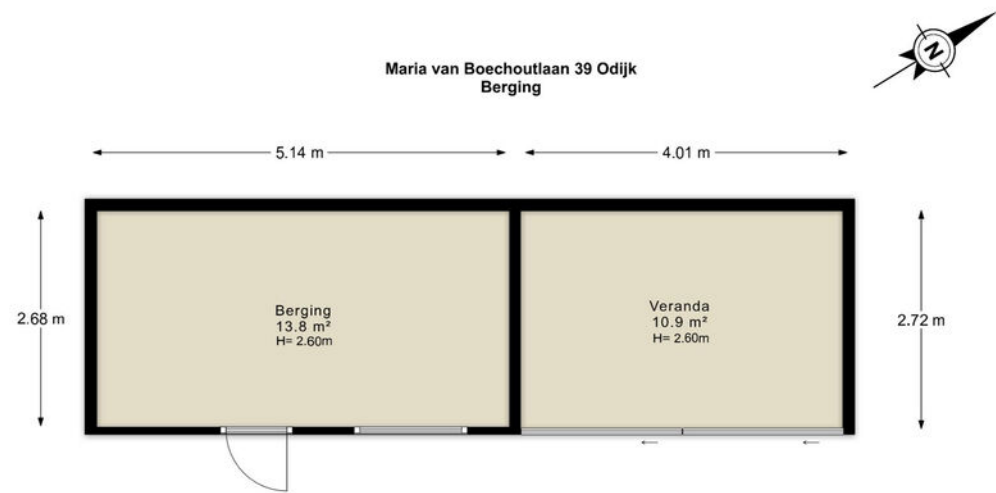 N
Maria van Boechoutlaan 39 Odijk
Berging
5.14 m
4.01 m
2.68 m
Berging
13.8 m²
H= 2.60m
Veranda
10.9 m²
H= 2.60m
2.72 m